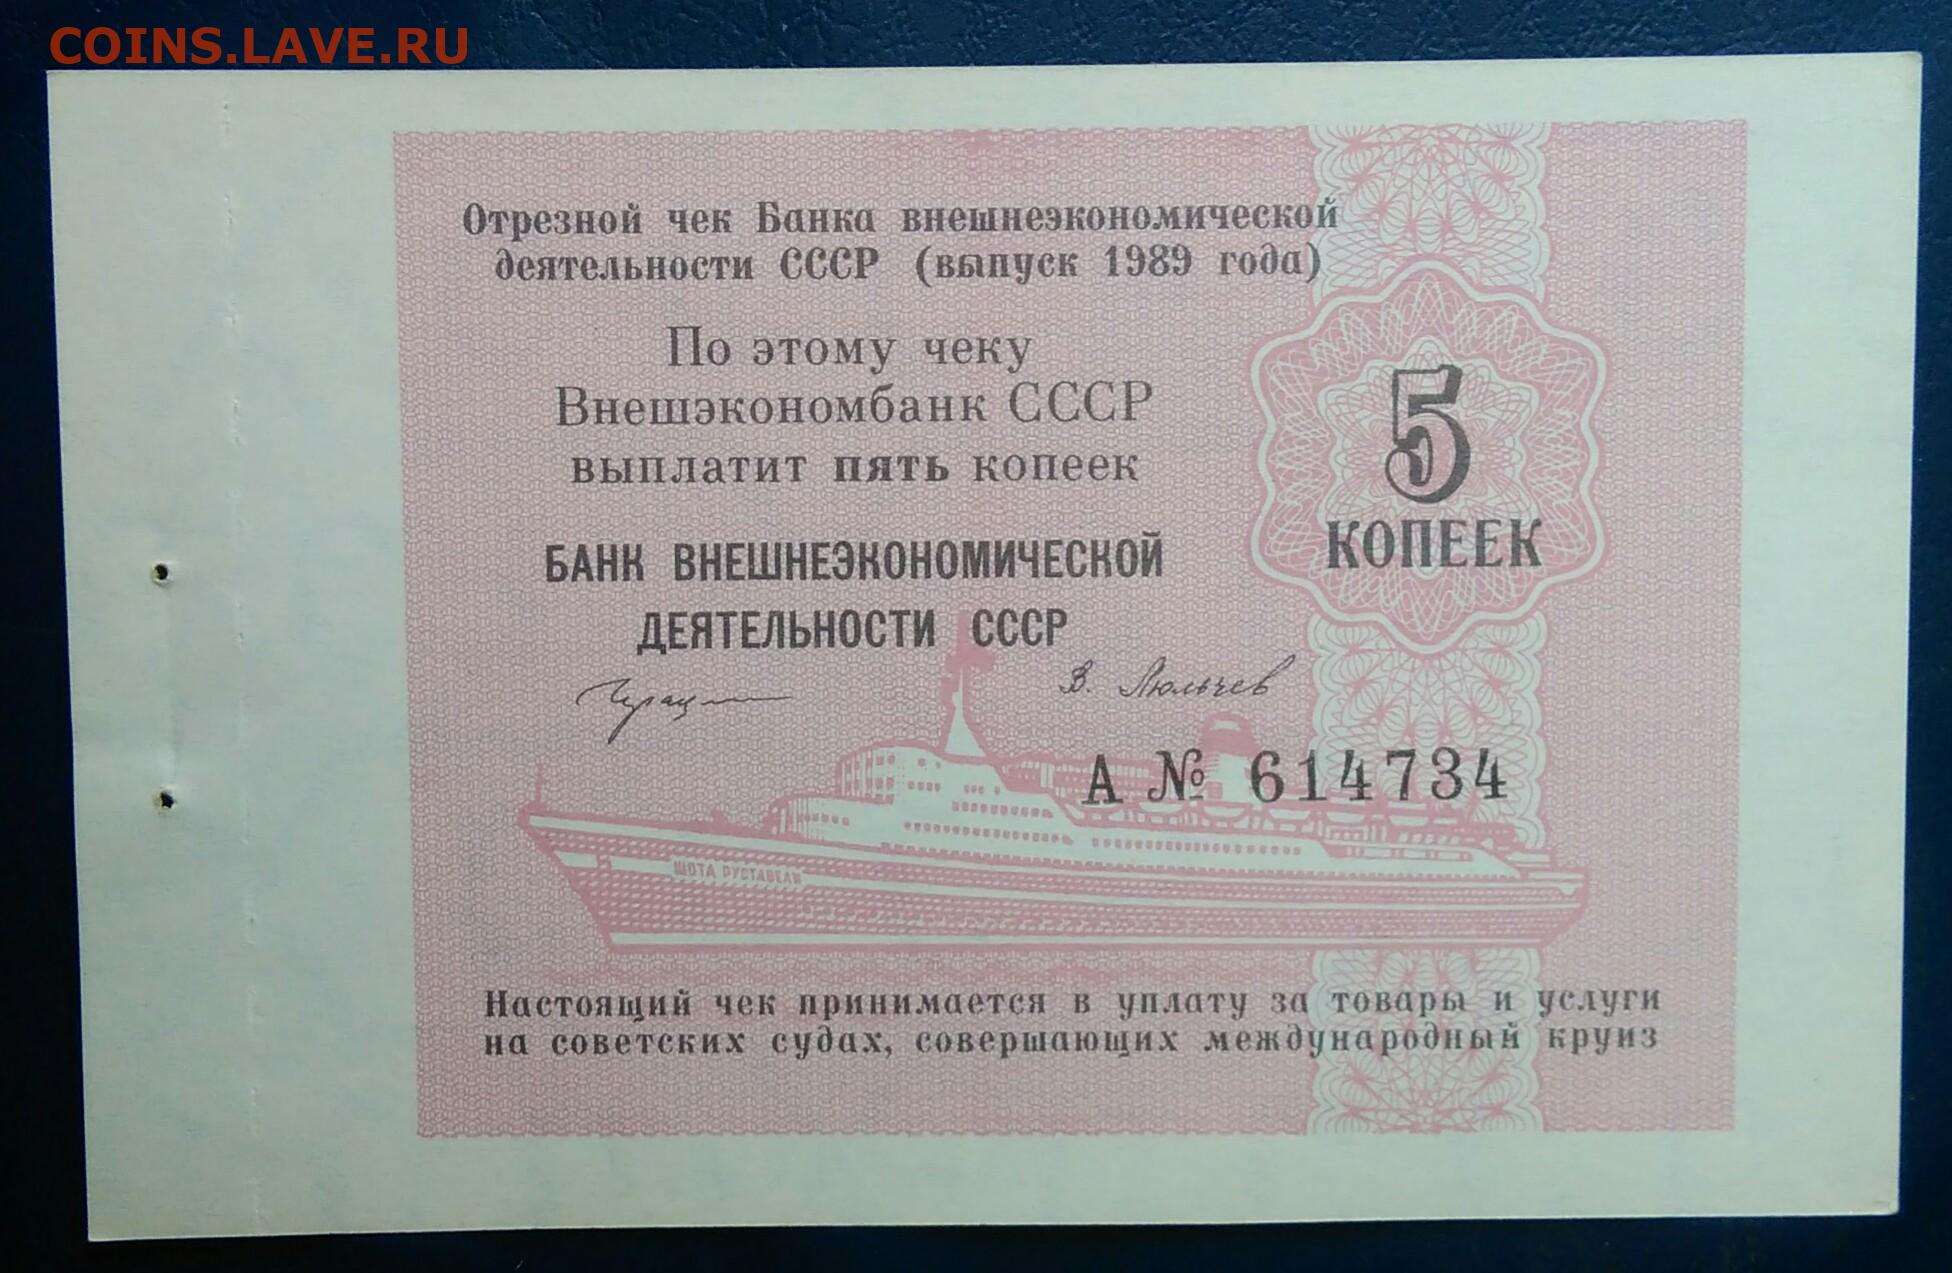 COINS.LAVE.RU
Отрезной чек Банка внешнеэкономической
деятельности СССР (выпуск 1989 года)
По этому чеку
Внешэкономбанк СССР
выплатит пять копеек
5
КОПЕЕК
БАНК ВНЕШНЕЭКОНОМИЧЕСКОЙ
ДЕЯТЕЛЬНОСТИ СССР
В. Люльчев
А № 614734
ШОТА РУСТАВЕЛИ
Настоящий чек принимается в уплату за товары и услуги
на советских судах, совершающих международный круиз